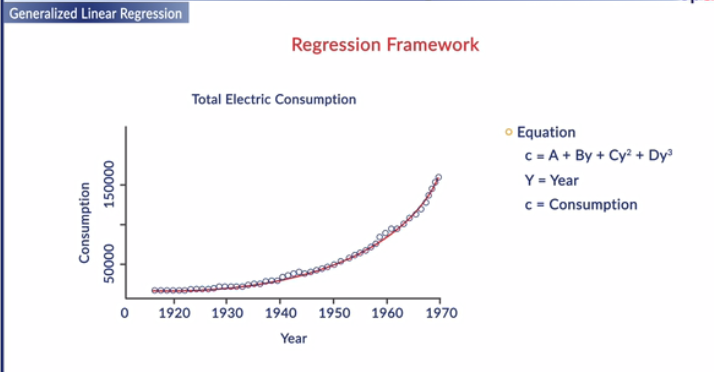 Generalized Linear Regression
Regression Framework
Total Electric Consumption
Equation
c = A + By + Cy² + Dy³
Y = Year
c = Consumption
Consumption
150000
50000
0 1920 1930 1940 1950 1960 1970
Year